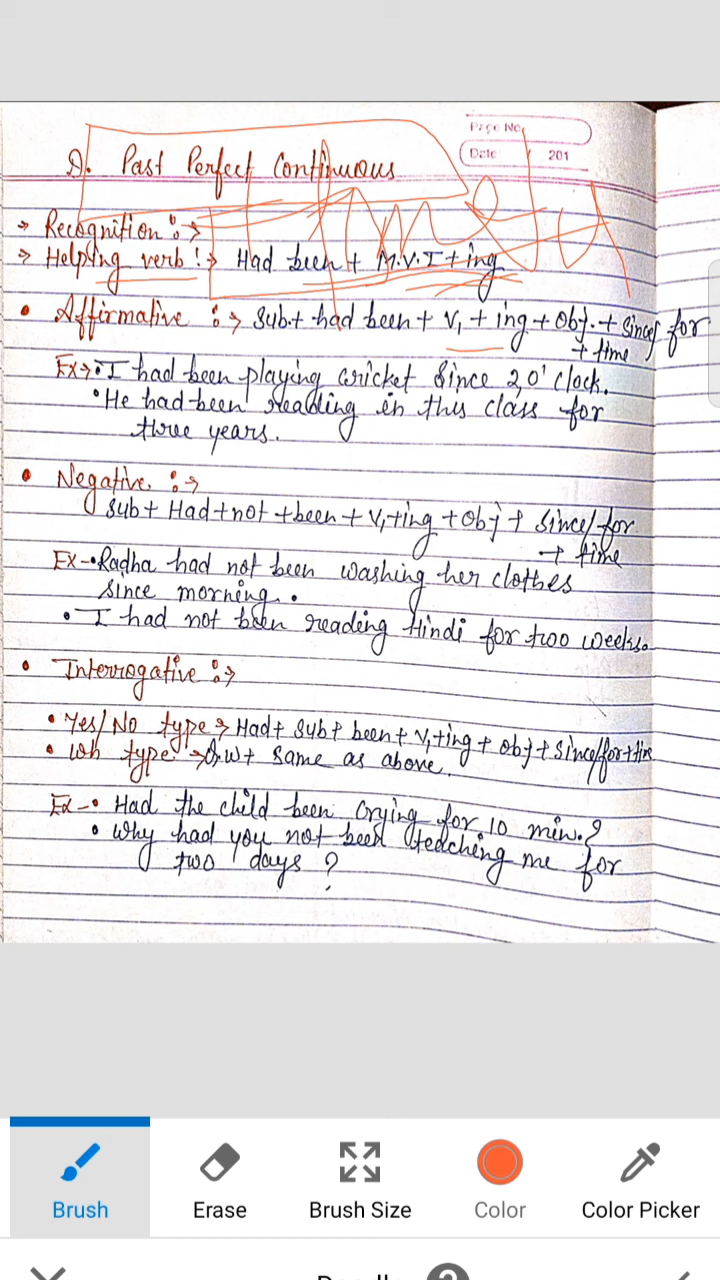 Page No.
Date 201
D. Past Perfect Continuous
→ Recognition :→
→ Helping verb :→ Had been + M.V.I + ing
• Affirmative :→ Sub.+ had been + V1 + ing + Obj. + Since/ for
+ time
Ex→ • I had been playing cricket Since 2,0' clock.
• He had been reading in this class for
three years.
• Negative. :→
Sub + Had + not + been + V1+ing + Obj + Since/ for
→ time
Ex-•Radha had not been washing her clothes
since morning.
• I had not been reading Hindi for two weeks.
• Interrogative :→
• Yes/ No type→ Had+ Sub+ been + V1+ing + obj + Since/for+time
• Wh type →Q.W+ Same as above.
Ex-• Had the child been crying for 10 min.?
• Why had you not been teaching me for
two days ?
Brush
Erase
Brush Size
Color
Color Picker